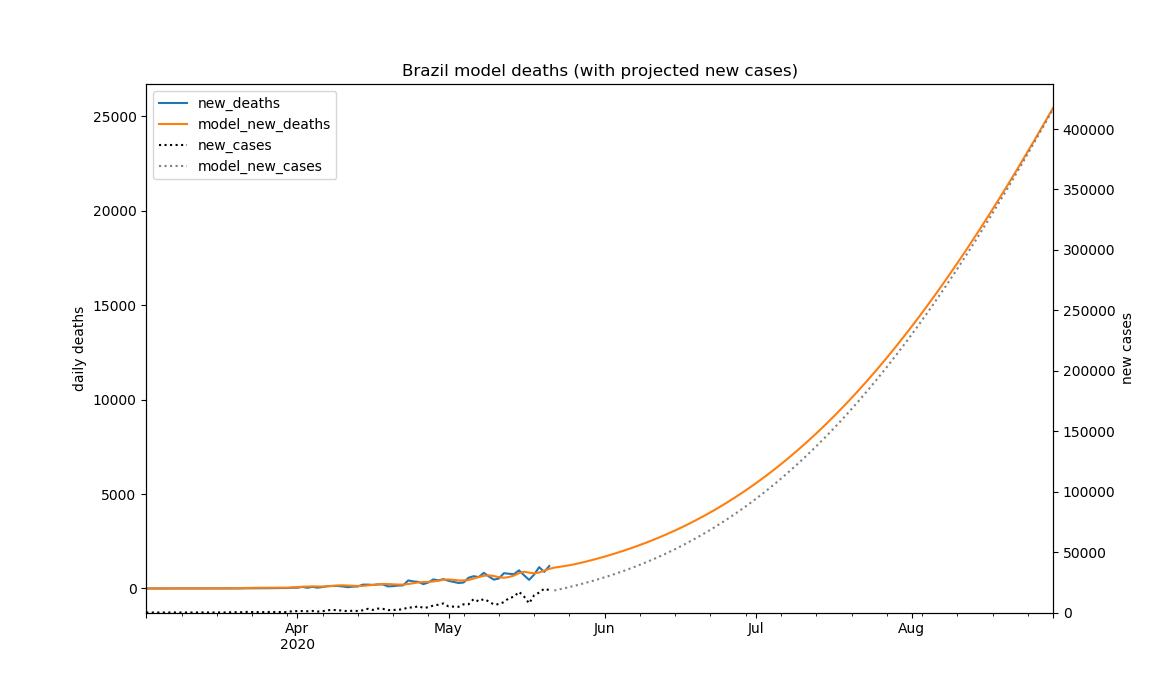 Brazil model deaths (with projected new cases)
new_deaths
model_new_deaths
new_cases
model_new_cases
25000
20000
15000
10000
5000
0
daily deaths
400000
350000
300000
250000
200000
150000
100000
50000
0
new cases
Apr
2020
May
Jun
Jul
Aug